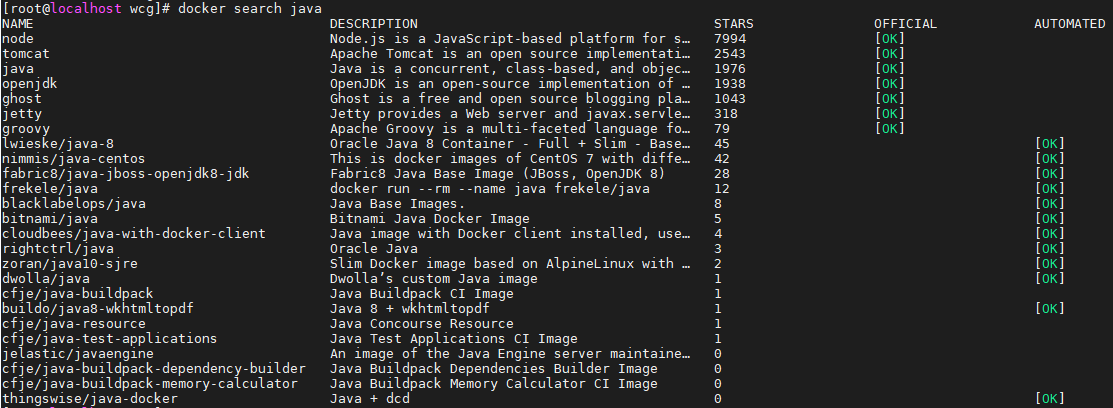 [root@localhost wcg]# docker search java
NAME DESCRIPTION STARS OFFICIAL AUTOMATED
node Node.js is a JavaScript-based platform for s… 7994 [OK]
tomcat Apache Tomcat is an open source implementati… 2543 [OK]
java Java is a concurrent, class-based, and objec… 1976 [OK]
openjdk OpenJDK is an open-source implementation of … 1938 [OK]
ghost Ghost is a free and open source blogging pla… 1043 [OK]
jetty Jetty provides a Web server and javax.servle… 318 [OK]
groovy Apache Groovy is a multi-faceted language fo… 79 [OK]
lwieske/java-8 Oracle Java 8 Container - Full + Slim - Base… 45 [OK]
nimmis/java-centos This is docker images of CentOS 7 with diffe… 42 [OK]
fabric8/java-jboss-openjdk8-jdk Fabric8 Java Base Image (JBoss, OpenJDK 8) 28 [OK]
frekele/java docker run --rm --name java frekele/java 12 [OK]
blacklabelops/java Java Base Images. 8 [OK]
bitnami/java Bitnami Java Docker Image 5 [OK]
cloudbees/java-with-docker-client Java image with Docker client installed, use… 4 [OK]
rightctrl/java Oracle Java 3 [OK]
zoran/java10-sjre Slim Docker image based on AlpineLinux with … 2 [OK]
dwolla/java Dwolla’s custom Java image 1 [OK]
cfje/java-buildpack Java Buildpack CI Image 1
buildo/java8-wkhtmltopdf Java 8 + wkhtmltopdf 1 [OK]
cfje/java-resource Java Concourse Resource 1
cfje/java-test-applications Java Test Applications CI Image 1
jelastic/javaengine An image of the Java Engine server maintaine… 0
cfje/java-buildpack-dependency-builder Java Buildpack Dependencies Builder Image 0
cfje/java-buildpack-memory-calculator Java Buildpack Memory Calculator CI Image 0
thingswise/java-docker Java + dcd 0 [OK]